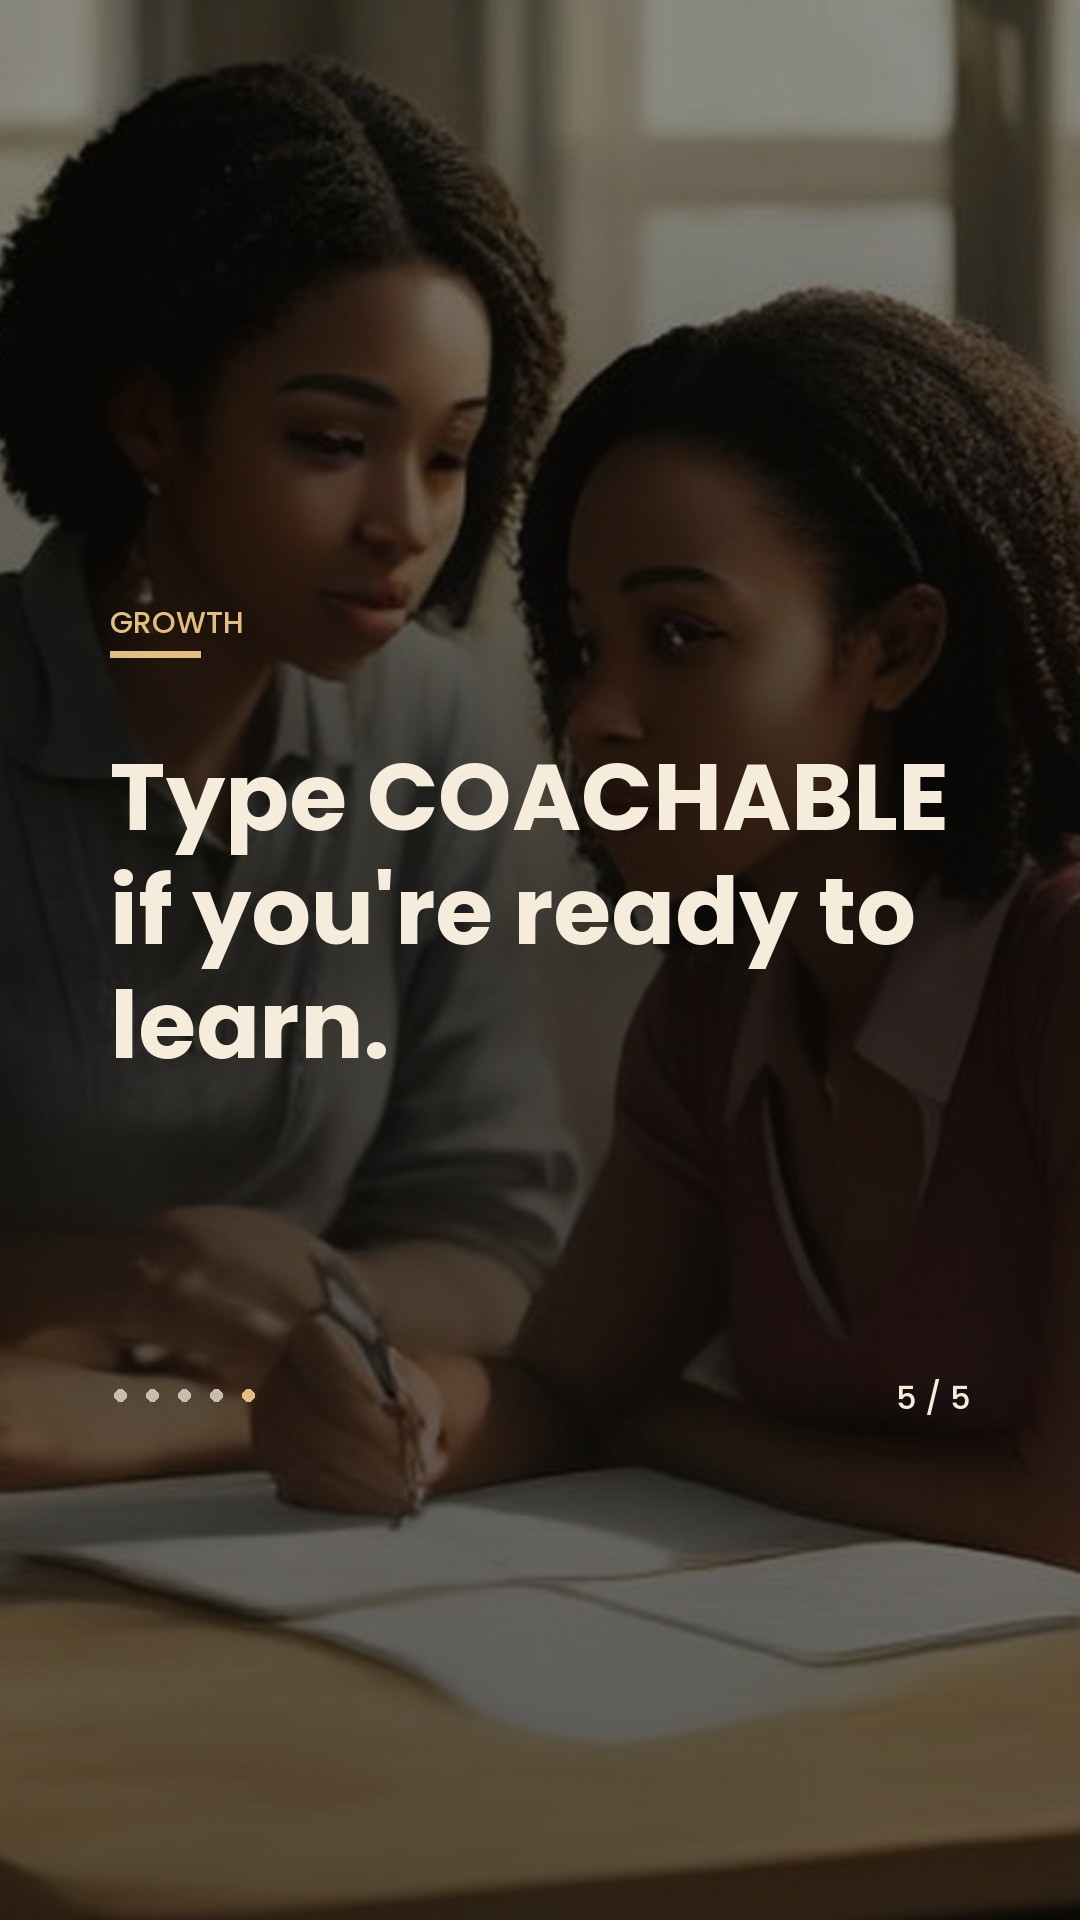 GROWTH
Type COACHABLE
if you're ready to
learn.
5 / 5